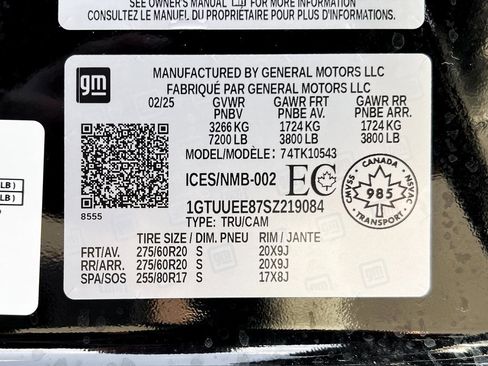 SEE OWNER'S MANUAL FOR MORE INFORMATION
CONSULTEZ LE MANUEL DU PROPRIÉTAIRE POUR PLUS D'INFORMATIONS
gm
MANUFACTURED BY GENERAL MOTORS LLC
FABRIQUÉ PAR GENERAL MOTORS LLC
02/25 GVWR GAWR FRT GAWR RR
PNBV PNBE AV. PNBE ARR.
3266 KG 1724 KG 1724 KG
7200 LB 3800 LB 3800 LB
MODEL/MODÈLE: 74TK10543
ICES/NMB-002 EC
CANADA
CMVSS NSVAC
985
TRANSPORT
8555
1GTUUEE87SZ219084
TYPE: TRU/CAM
TIRE SIZE / DIM. PNEU RIM / JANTE
FRT/AV. 275/60R20 S 20X9J
RR/ARR. 275/60R20 S 20X9J
SPA/SOS 255/80R17 S 17X8J
LB )
LB )